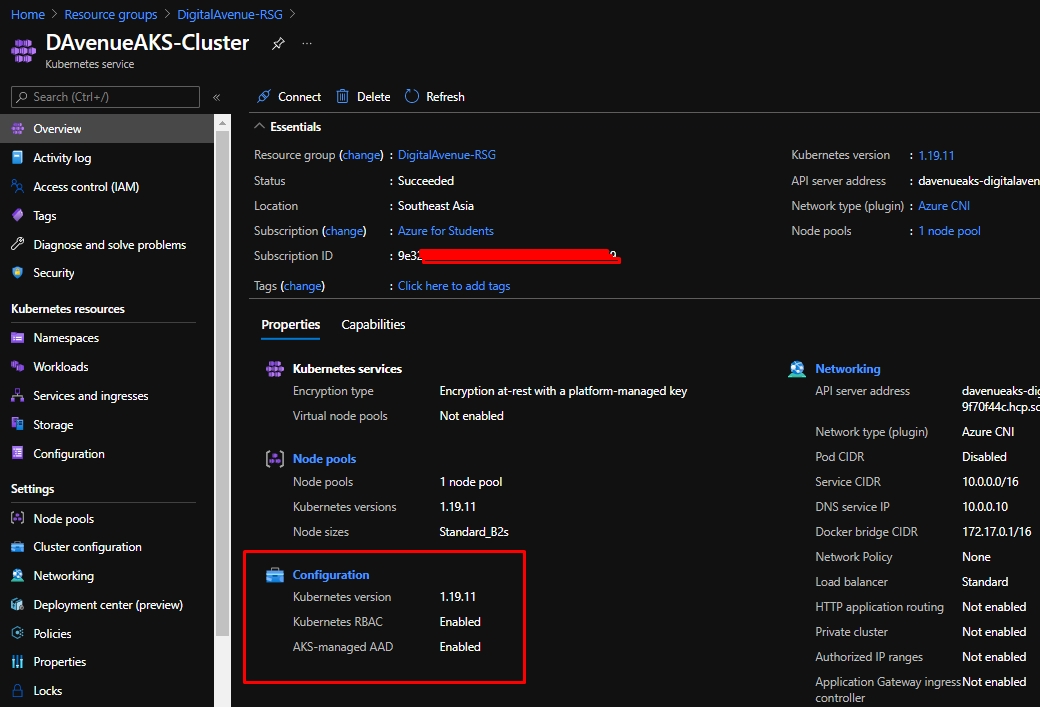 Home > Resource groups > DigitalAvenue-RSG >
DAvenueAKS-Cluster ...
Kubernetes service
Search (Ctrl+/) «
Overview
Activity log
Access control (IAM)
Tags
Diagnose and solve problems
Security
Kubernetes resources
Namespaces
Workloads
Services and ingresses
Storage
Configuration
Settings
Node pools
Cluster configuration
Networking
Deployment center (preview)
Policies
Properties
Locks
Connect Delete Refresh
Essentials
Resource group (change) : DigitalAvenue-RSG
Status : Succeeded
Location : Southeast Asia
Subscription (change) : Azure for Students
Subscription ID : 9e32
Tags (change) : Click here to add tags
Kubernetes version : 1.19.11
API server address : davenueaks-digitalaven
Network type (plugin) : Azure CNI
Node pools : 1 node pool
Properties Capabilities
Kubernetes services
Encryption type Encryption at-rest with a platform-managed key
Virtual node pools Not enabled
Node pools
Node pools 1 node pool
Kubernetes versions 1.19.11
Node sizes Standard_B2s
Configuration
Kubernetes version 1.19.11
Kubernetes RBAC Enabled
AKS-managed AAD Enabled
Networking
API server address davenueaks-dig
9f70f44c.hcp.so
Network type (plugin) Azure CNI
Pod CIDR Disabled
Service CIDR 10.0.0.0/16
DNS service IP 10.0.0.10
Docker bridge CIDR 172.17.0.1/16
Network Policy None
Load balancer Standard
HTTP application routing Not enabled
Private cluster Not enabled
Authorized IP ranges Not enabled
Application Gateway ingress Not enabled
controller